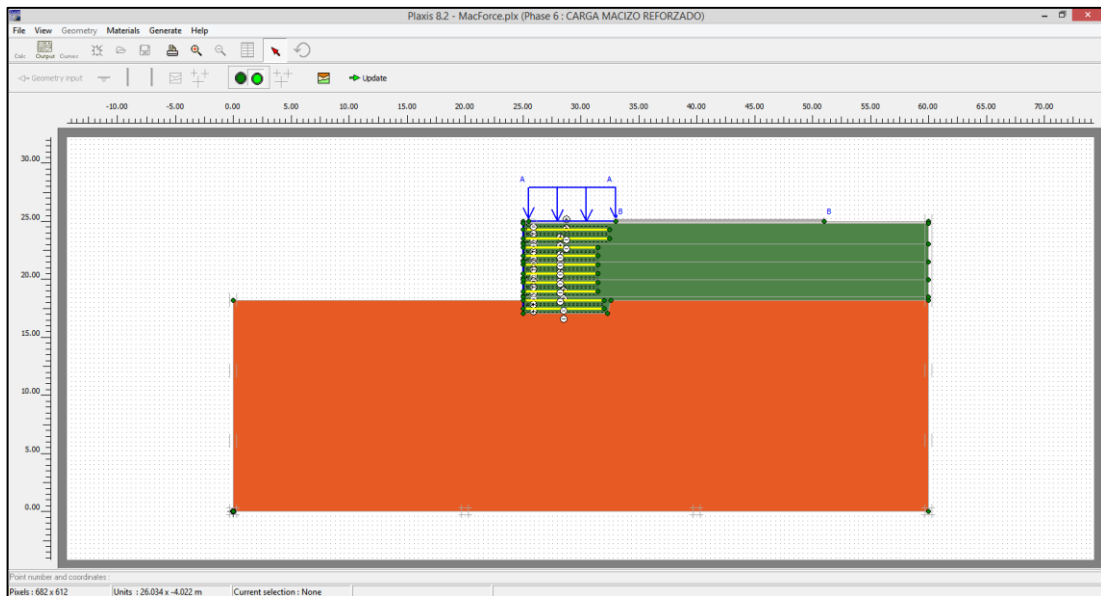 Plaxis 8.2 - MacForce.plx (Phase 6 : CARGA MACIZO REFORZADO)
File View Geometry Materials Generate Help
Calc Output Curves
Geometry input Update
-10.00 -5.00 0.00 5.00 10.00 15.00 20.00 25.00 30.00 35.00 40.00 45.00 50.00 55.00 60.00 65.00 70.00
30.00
A A
25.00 B B
20.00
15.00
10.00
5.00
0.00
Point number and coordinates :
Pixels : 682 x 612 Units : 26.034 x -4.022 m Current selection : None